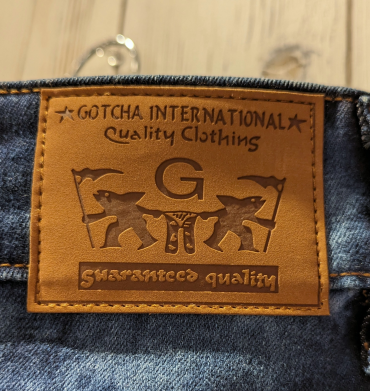 ★GOTCHA INTERNATIONAL★
Quality Clothing
G
guaranteed quality